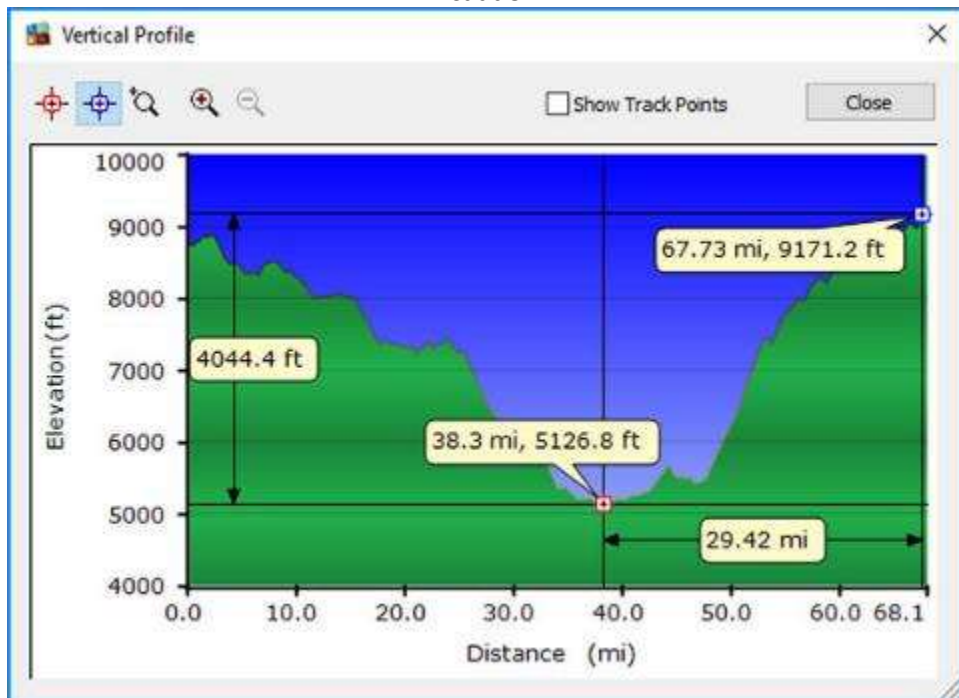 Vertical Profile
Show Track Points
Close
10000
9000
8000
7000
6000
5000
4000
Elevation (ft)
67.73 mi, 9171.2 ft
4044.4 ft
38.3 mi, 5126.8 ft
29.42 mi
0.0 10.0 20.0 30.0 40.0 50.0 60.0 68.1
Distance (mi)